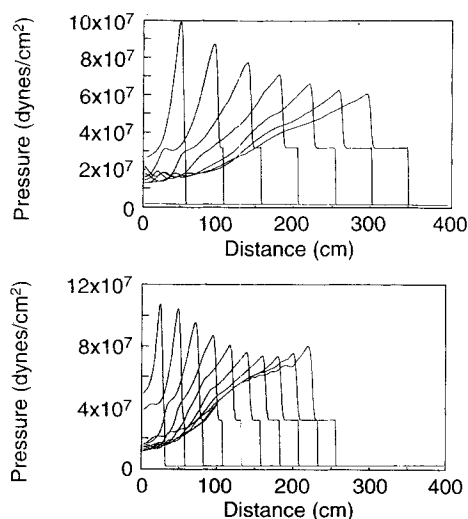 10x10⁷
8x10⁷
6x10⁷
4x10⁷
2x10⁷
0
Pressure (dynes/cm²)
0 100 200 300 400
Distance (cm)
12x10⁷
8x10⁷
4x10⁷
0
Pressure (dynes/cm²)
0 100 200 300 400
Distance (cm)